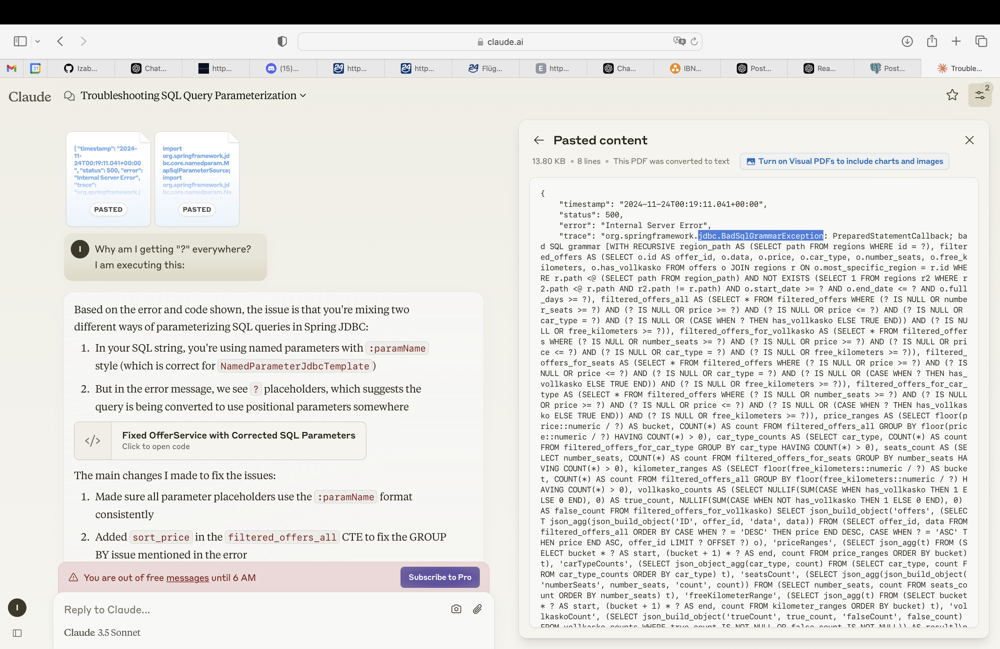 claude.ai
31
Izab...
Chat...
http...
(15)...
24
http...
24
http...
24
Flüg...
E
http...
Cha...
IBN...
Post...
Rea...
Post...
Trouble...
Claude
Troubleshooting SQL Query Parameterization
2
{ "timestamp": "2024-
11-
24T00:19:11.041+00:00
", "status": 500, "error":
"Internal Server Error",
"trace":
"org.springframework.j
PASTED
import
org.springframework.jd
bc.core.namedparam.M
apSqlParameterSource;
import
org.springframework.jd
bc.core.namedparam.Na
PASTED
I
Why am I getting "?" everywhere?
I am executing this:
Based on the error and code shown, the issue is that you're mixing two
different ways of parameterizing SQL queries in Spring JDBC:
1. In your SQL string, you're using named parameters with :paramName
style (which is correct for NamedParameterJdbcTemplate)
2. But in the error message, we see ? placeholders, which suggests the
query is being converted to use positional parameters somewhere
</> Fixed OfferService with Corrected SQL Parameters
Click to open code
The main changes I made to fix the issues:
1. Made sure all parameter placeholders use the :paramName format
consistently
2. Added sort_price in the filtered_offers_all CTE to fix the GROUP
BY issue mentioned in the error
You are out of free messages until 6 AM
Subscribe to Pro
I
Reply to Claude...
Claude 3.5 Sonnet
Pasted content
13.80 KB • 8 lines • This PDF was converted to text
Turn on Visual PDFs to include charts and images
{
"timestamp": "2024-11-24T00:19:11.041+00:00",
"status": 500,
"error": "Internal Server Error",
"trace": "org.springframework.jdbc.BadSqlGrammarException: PreparedStatementCallback; ba
d SQL grammar [WITH RECURSIVE region_path AS (SELECT path FROM regions WHERE id = ?), filter
ed_offers AS (SELECT o.id AS offer_id, o.data, o.price, o.car_type, o.number_seats, o.free_k
ilometers, o.has_vollkasko FROM offers o JOIN regions r ON o.most_specific_region = r.id WHE
RE r.path <@ (SELECT path FROM region_path) AND NOT EXISTS (SELECT 1 FROM regions r2 WHERE r
2.path <@ r.path AND r2.path != r.path) AND o.start_date >= ? AND o.end_date <= ? AND o.full
_days >= ?), filtered_offers_all AS (SELECT * FROM filtered_offers WHERE (? IS NULL OR numbe
r_seats >= ?) AND (? IS NULL OR price >= ?) AND (? IS NULL OR price <= ?) AND (? IS NULL OR
car_type = ?) AND (? IS NULL OR (CASE WHEN ? THEN has_vollkasko ELSE TRUE END)) AND (? IS NU
LL OR free_kilometers >= ?)), filtered_offers_for_vollkasko AS (SELECT * FROM filtered_offer
s WHERE (? IS NULL OR number_seats >= ?) AND (? IS NULL OR price >= ?) AND (? IS NULL OR pri
ce <= ?) AND (? IS NULL OR car_type = ?) AND (? IS NULL OR free_kilometers >= ?)), filtered_
offers_for_seats AS (SELECT * FROM filtered_offers WHERE (? IS NULL OR price >= ?) AND (? IS
NULL OR price <= ?) AND (? IS NULL OR car_type = ?) AND (? IS NULL OR (CASE WHEN ? THEN has_
vollkasko ELSE TRUE END)) AND (? IS NULL OR free_kilometers >= ?)), filtered_offers_for_car_
type AS (SELECT * FROM filtered_offers WHERE (? IS NULL OR number_seats >= ?) AND (? IS NULL
OR price >= ?) AND (? IS NULL OR price <= ?) AND (? IS NULL OR (CASE WHEN ? THEN has_vollkas
ko ELSE TRUE END)) AND (? IS NULL OR free_kilometers >= ?)), price_ranges AS (SELECT floor(p
rice::numeric / ?) AS bucket, COUNT(*) AS count FROM filtered_offers_all GROUP BY floor(pric
e::numeric / ?) HAVING COUNT(*) > 0), car_type_counts AS (SELECT car_type, COUNT(*) AS count
FROM filtered_offers_for_car_type GROUP BY car_type HAVING COUNT(*) > 0), seats_count AS (SE
LECT number_seats, COUNT(*) AS count FROM filtered_offers_for_seats GROUP BY number_seats HA
VING COUNT(*) > 0), kilometer_ranges AS (SELECT floor(free_kilometers::numeric / ?) AS bucke
t, COUNT(*) AS count FROM filtered_offers_all GROUP BY floor(free_kilometers::numeric / ?) H
AVING COUNT(*) > 0), vollkasko_counts AS (SELECT NULLIF(SUM(CASE WHEN has_vollkasko THEN 1 E
LSE 0 END), 0) AS true_count, NULLIF(SUM(CASE WHEN NOT has_vollkasko THEN 1 ELSE 0 END), 0)
AS false_count FROM filtered_offers_for_vollkasko) SELECT json_build_object('offers', (SELEC
T json_agg(json_build_object('ID', offer_id, 'data', data)) FROM (SELECT offer_id, data FROM
filtered_offers_all ORDER BY CASE WHEN ? = 'DESC' THEN price END DESC, CASE WHEN ? = 'ASC' T
HEN price END ASC, offer_id LIMIT ? OFFSET ?) o), 'priceRanges', (SELECT json_agg(t) FROM (S
ELECT bucket * ? AS start, (bucket + 1) * ? AS end, count FROM price_ranges ORDER BY bucket)
t), 'carTypeCounts', (SELECT json_object_agg(car_type, count) FROM (SELECT car_type, count F
ROM car_type_counts ORDER BY car_type) t), 'seatsCount', (SELECT json_agg(json_build_object(
'numberSeats', number_seats, 'count', count)) FROM (SELECT number_seats, count FROM seats_co
unt ORDER BY number_seats) t), 'freeKilometerRange', (SELECT json_agg(t) FROM (SELECT bucket
* ? AS start, (bucket + 1) * ? AS end, count FROM kilometer_ranges ORDER BY bucket) t), 'vol
lkaskoCount', (SELECT json_build_object('trueCount', true_count, 'falseCount', false_count)
FROM vollkasko_counts WHERE true_count IS NOT NULL OR false_count IS NOT NULL)) AS result]\n